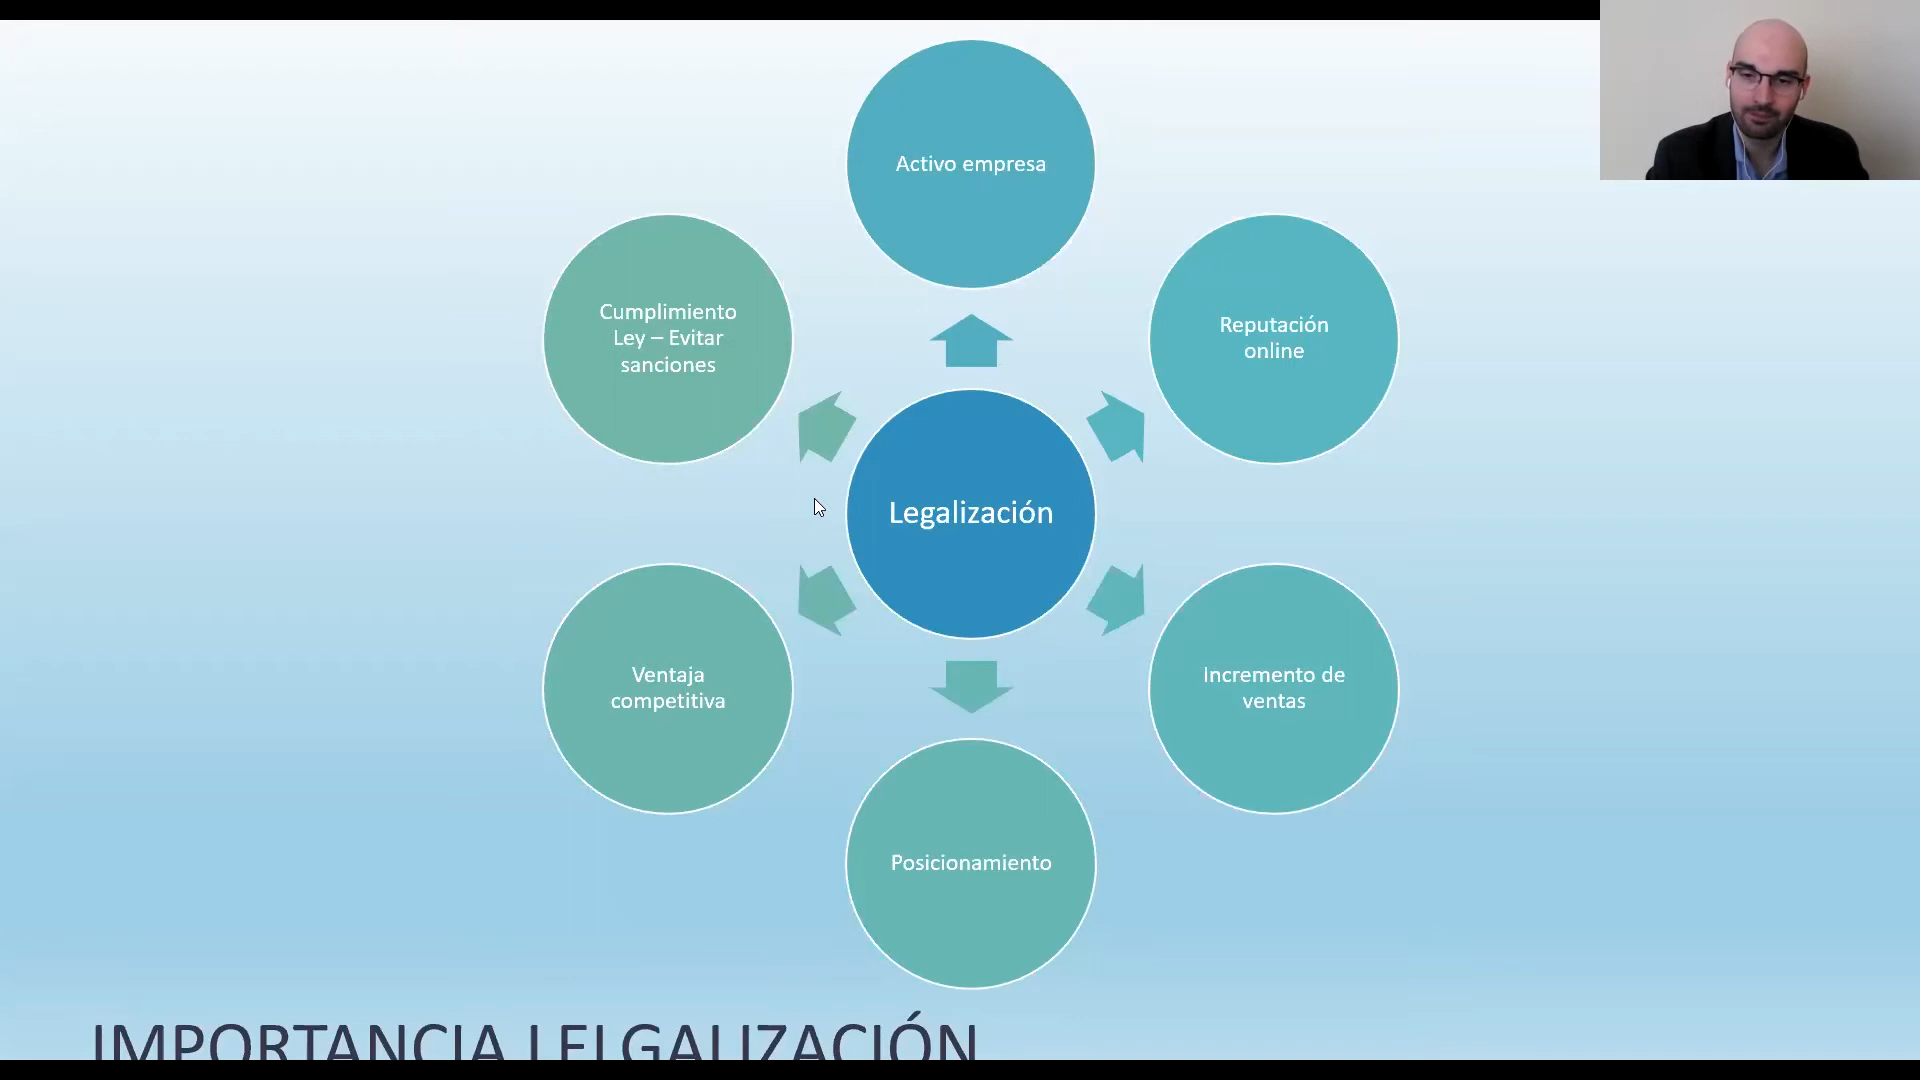 Activo empresa
Cumplimiento
Ley – Evitar
sanciones
Reputación
online
Legalización
Ventaja
competitiva
Incremento de
ventas
Posicionamiento
IMPORTANCIA LELGALIZACIÓN